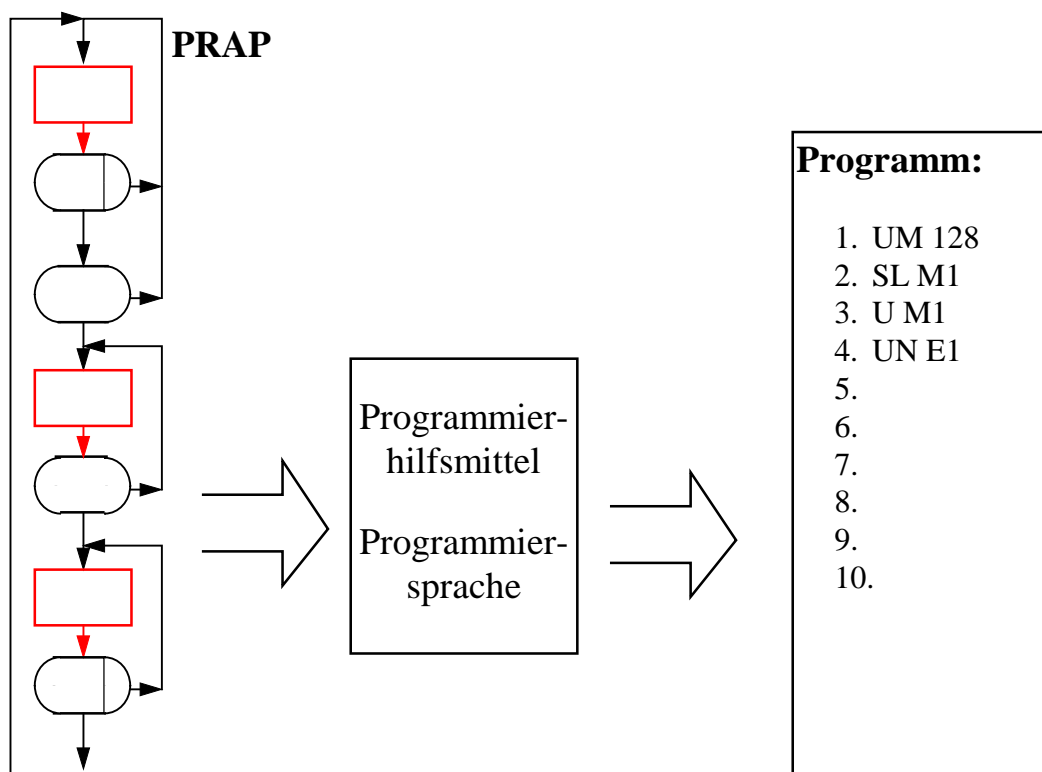 PRAP
Programmier-
hilfsmittel
Programmier-
sprache
Programm:
1. UM 128
2. SL M1
3. U M1
4. UN E1
5.
6.
7.
8.
9.
10.